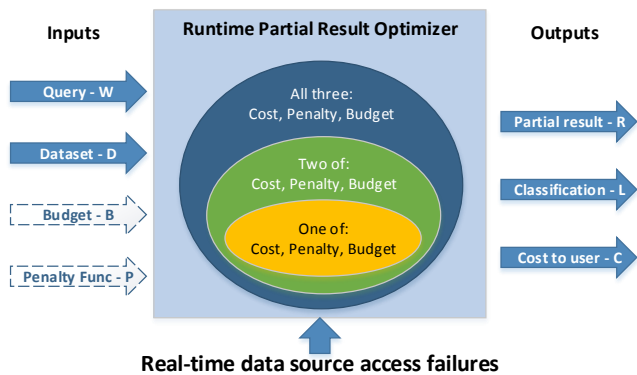 Inputs
Runtime Partial Result Optimizer
Outputs
Query - W
Dataset - D
Budget - B
Penalty Func - P
All three:
Cost, Penalty, Budget
Two of:
Cost, Penalty, Budget
One of:
Cost, Penalty, Budget
Partial result - R
Classification - L
Cost to user - C
Real-time data source access failures